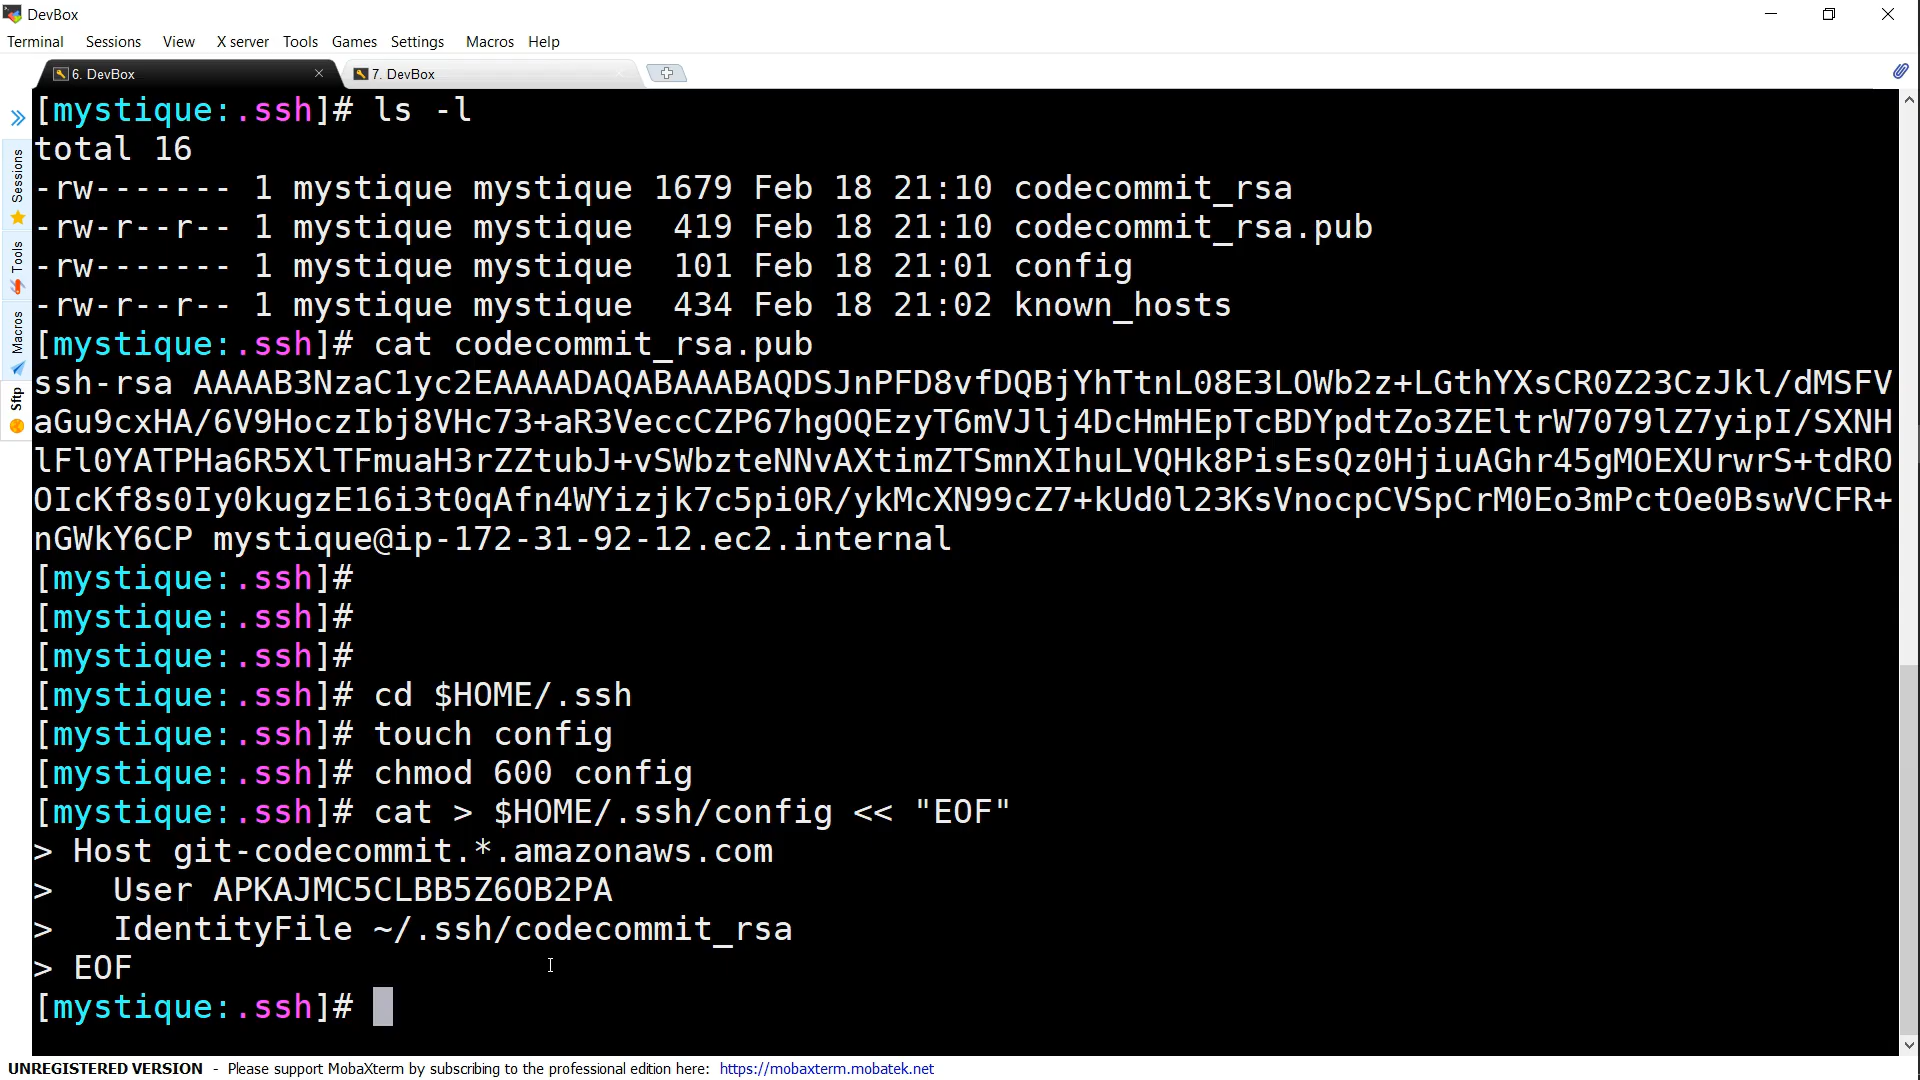 DevBox
Terminal Sessions View X server Tools Games Settings Macros Help
6. DevBox 7. DevBox
Sessions
Tools
Macros
Sftp
[mystique:.ssh]# ls -l
total 16
-rw------- 1 mystique mystique 1679 Feb 18 21:10 codecommit_rsa
-rw-r--r-- 1 mystique mystique  419 Feb 18 21:10 codecommit_rsa.pub
-rw------- 1 mystique mystique  101 Feb 18 21:01 config
-rw-r--r-- 1 mystique mystique  434 Feb 18 21:02 known_hosts
[mystique:.ssh]# cat codecommit_rsa.pub
ssh-rsa AAAAB3NzaC1yc2EAAAADAQABAAABAQDSJnPFD8vfDQBjYhTtnL08E3LOWb2z+LGthYXsCR0Z23CzJkl/dMSFV
aGu9cxHA/6V9HoczIbj8VHc73+aR3VeccCZP67hgOQEzyT6mVJlj4DcHmHEpTcBDYpdtZo3ZEltrW7079lZ7yipI/SXNH
lFl0YATPHa6R5XlTFmuaH3rZZtubJ+vSWbzteNNvAXtimZTSmnXIhuLVQHk8PisEsQz0HjiuAGhr45gMOEXUrwrS+tdRO
OIcKf8s0Iy0kugzE16i3t0qAfn4WYizjk7c5pi0R/ykMcXN99cZ7+kUd0l23KsVnocpCVSpCrM0Eo3mPctOe0BswVCFR+
nGWkY6CP mystique@ip-172-31-92-12.ec2.internal
[mystique:.ssh]#
[mystique:.ssh]#
[mystique:.ssh]#
[mystique:.ssh]# cd $HOME/.ssh
[mystique:.ssh]# touch config
[mystique:.ssh]# chmod 600 config
[mystique:.ssh]# cat > $HOME/.ssh/config << "EOF"
> Host git-codecommit.*.amazonaws.com
>   User APKAJMC5CLBB5Z6OB2PA
>   IdentityFile ~/.ssh/codecommit_rsa
> EOF
[mystique:.ssh]#
UNREGISTERED VERSION - Please support MobaXterm by subscribing to the professional edition here: https://mobaxterm.mobatek.net